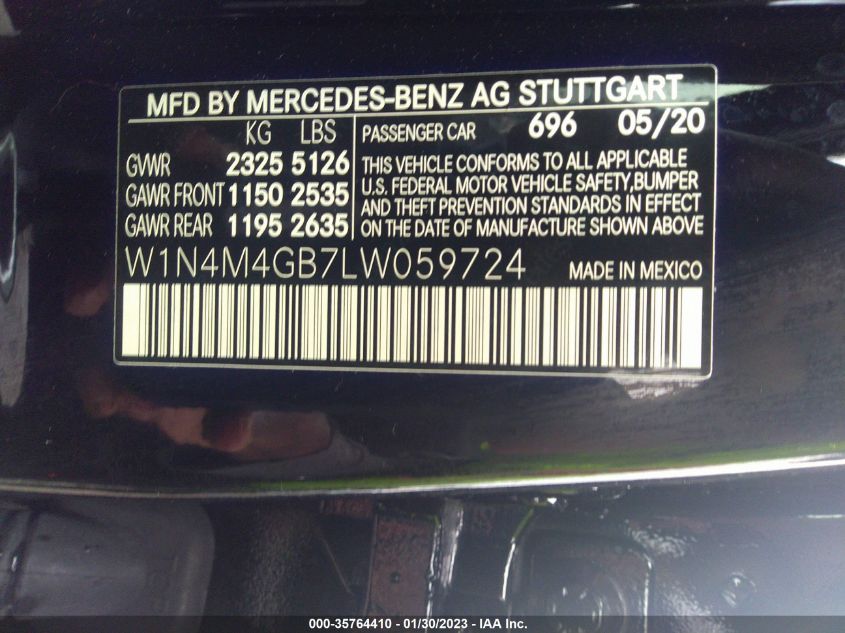 MFD BY MERCEDES-BENZ AG STUTTGART
KG LBS
GVWR 2325 5126
GAWR FRONT 1150 2535
GAWR REAR 1195 2635
PASSENGER CAR 696 05/20
THIS VEHICLE CONFORMS TO ALL APPLICABLE
U.S. FEDERAL MOTOR VEHICLE SAFETY,BUMPER
AND THEFT PREVENTION STANDARDS IN EFFECT
ON THE DATE OF MANUFACTURE SHOWN ABOVE
W1N4M4GB7LW059724 MADE IN MEXICO
000-35764410 - 01/30/2023 - IAA Inc.